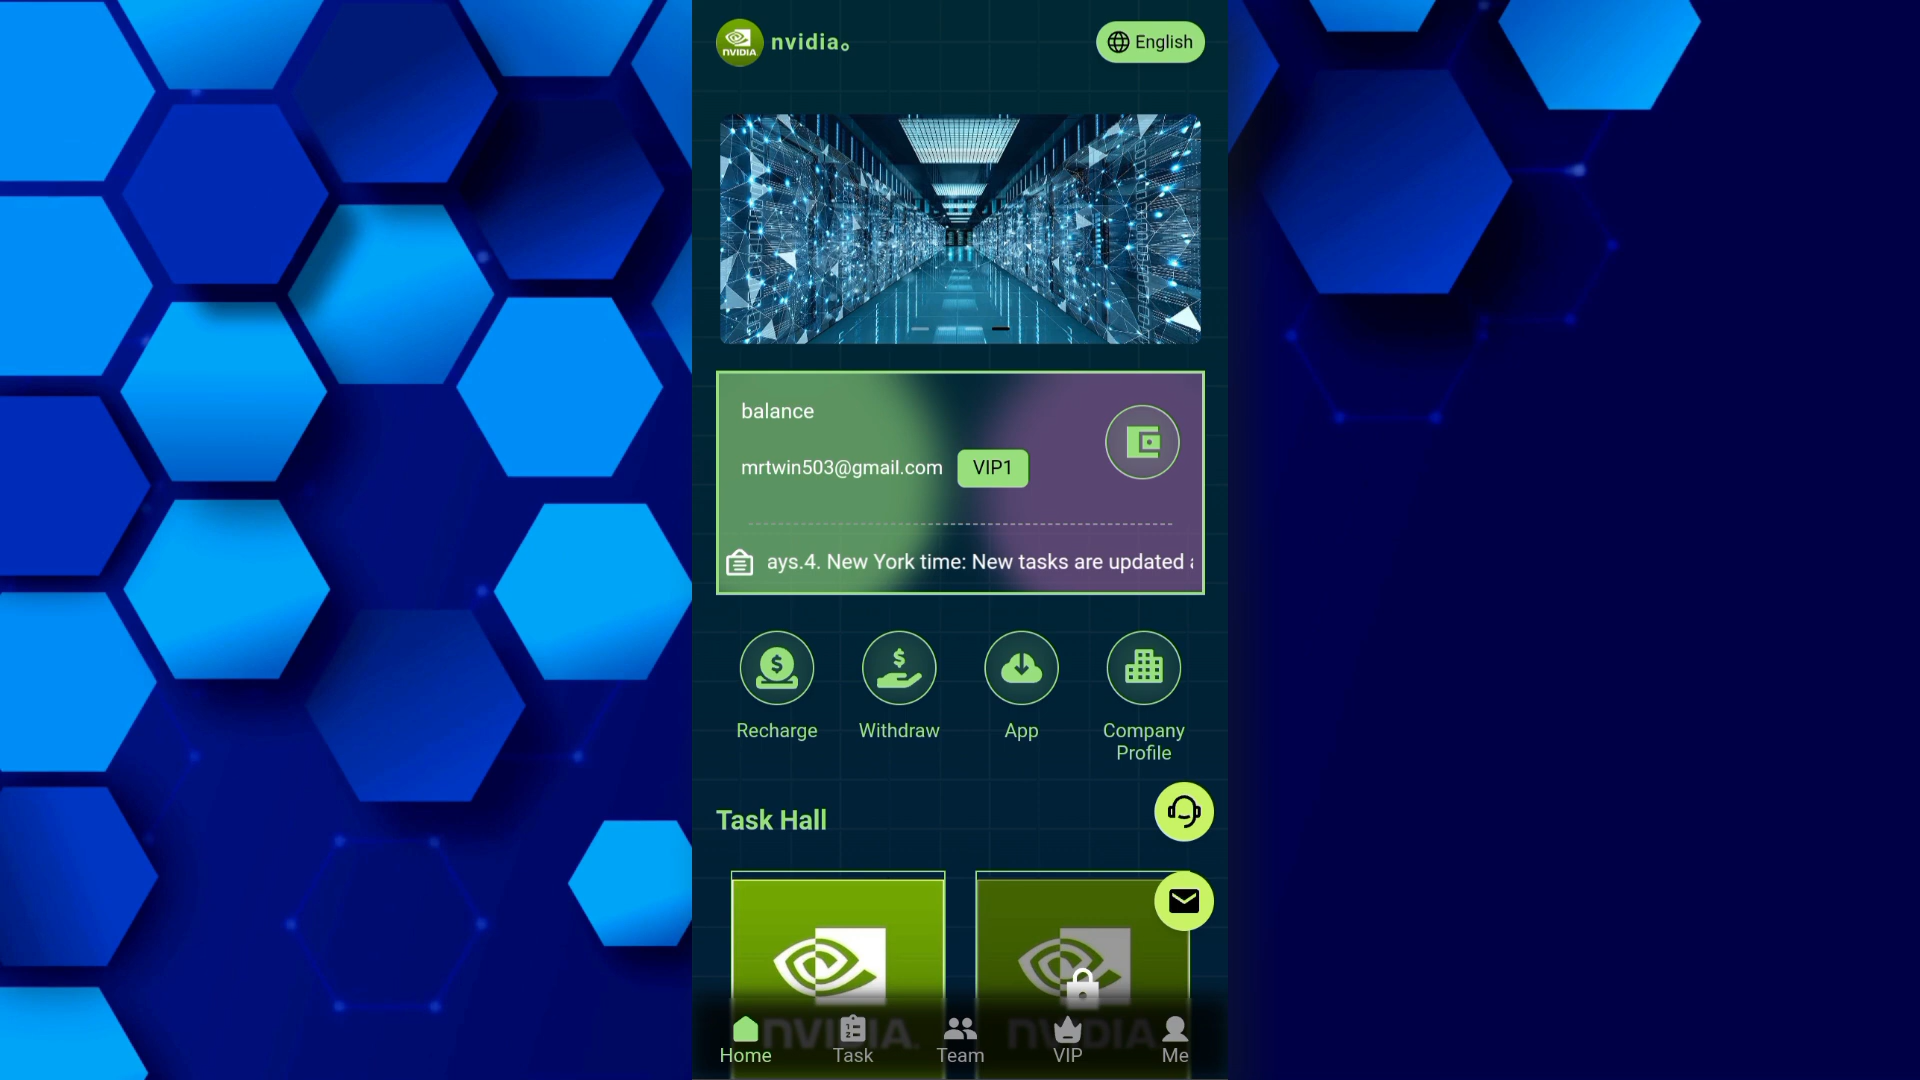 NVIDIA
nvidia。
English
balance
mrtwin503@gmail.com
VIP1
ays.4. New York time: New tasks are updated
Recharge
Withdraw
App
Company
Profile
Task Hall
NVIDIA.
NVIDIA.
Home
Task
Team
VIP
Me